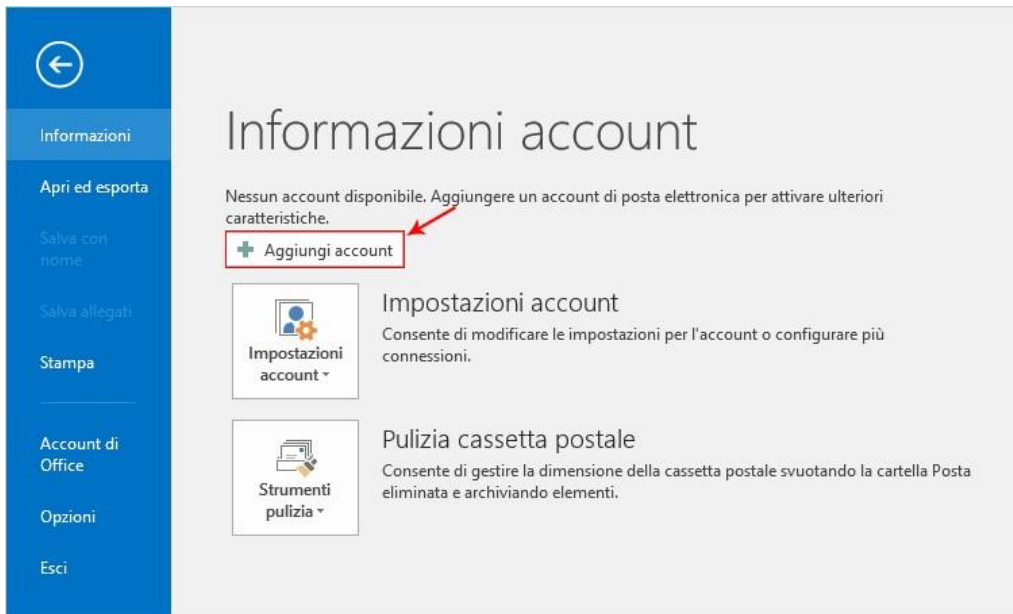 Informazioni
Apri ed esporta
Salva con
nome
Salva allegati
Stampa
Account di
Office
Opzioni
Esci
Informazioni account
Nessun account disponibile. Aggiungere un account di posta elettronica per attivare ulteriori
caratteristiche.
Aggiungi account
Impostazioni
account
Impostazioni account
Consente di modificare le impostazioni per l'account o configurare più
connessioni.
Strumenti
pulizia
Pulizia cassetta postale
Consente di gestire la dimensione della cassetta postale svuotando la cartella Posta
eliminata e archiviando elementi.